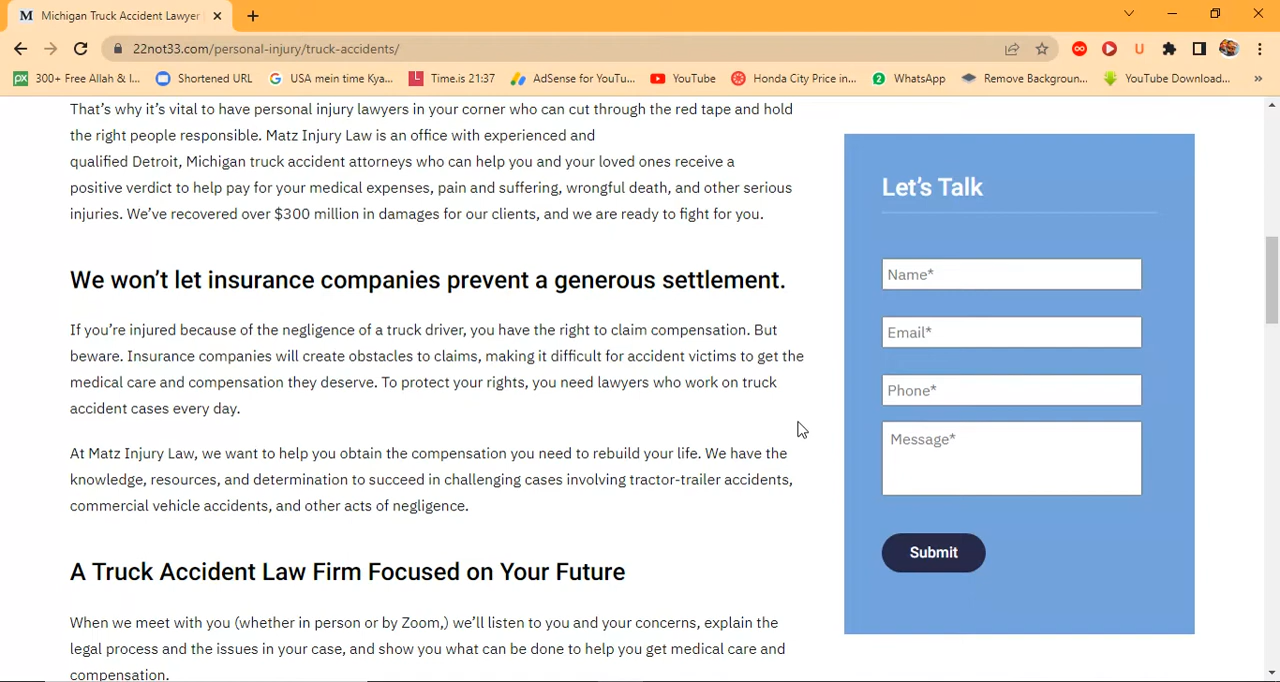 M Michigan Truck Accident Lawyer
22not33.com/personal-injury/truck-accidents/
px 300+ Free Allah & I...
Shortened URL
G USA mein time Kya...
Time.is 21:37
AdSense for YouTu...
YouTube
Honda City Price in...
2 WhatsApp
Remove Backgroun...
YouTube Download...
»
That’s why it’s vital to have personal injury lawyers in your corner who can cut through the red tape and hold
the right people responsible. Matz Injury Law is an office with experienced and
qualified Detroit, Michigan truck accident attorneys who can help you and your loved ones receive a
positive verdict to help pay for your medical expenses, pain and suffering, wrongful death, and other serious
injuries. We’ve recovered over $300 million in damages for our clients, and we are ready to fight for you.
We won’t let insurance companies prevent a generous settlement.
If you’re injured because of the negligence of a truck driver, you have the right to claim compensation. But
beware. Insurance companies will create obstacles to claims, making it difficult for accident victims to get the
medical care and compensation they deserve. To protect your rights, you need lawyers who work on truck
accident cases every day.
At Matz Injury Law, we want to help you obtain the compensation you need to rebuild your life. We have the
knowledge, resources, and determination to succeed in challenging cases involving tractor-trailer accidents,
commercial vehicle accidents, and other acts of negligence.
A Truck Accident Law Firm Focused on Your Future
When we meet with you (whether in person or by Zoom,) we’ll listen to you and your concerns, explain the
legal process and the issues in your case, and show you what can be done to help you get medical care and
compensation.
Let’s Talk
Name*
Email*
Phone*
Message*
Submit